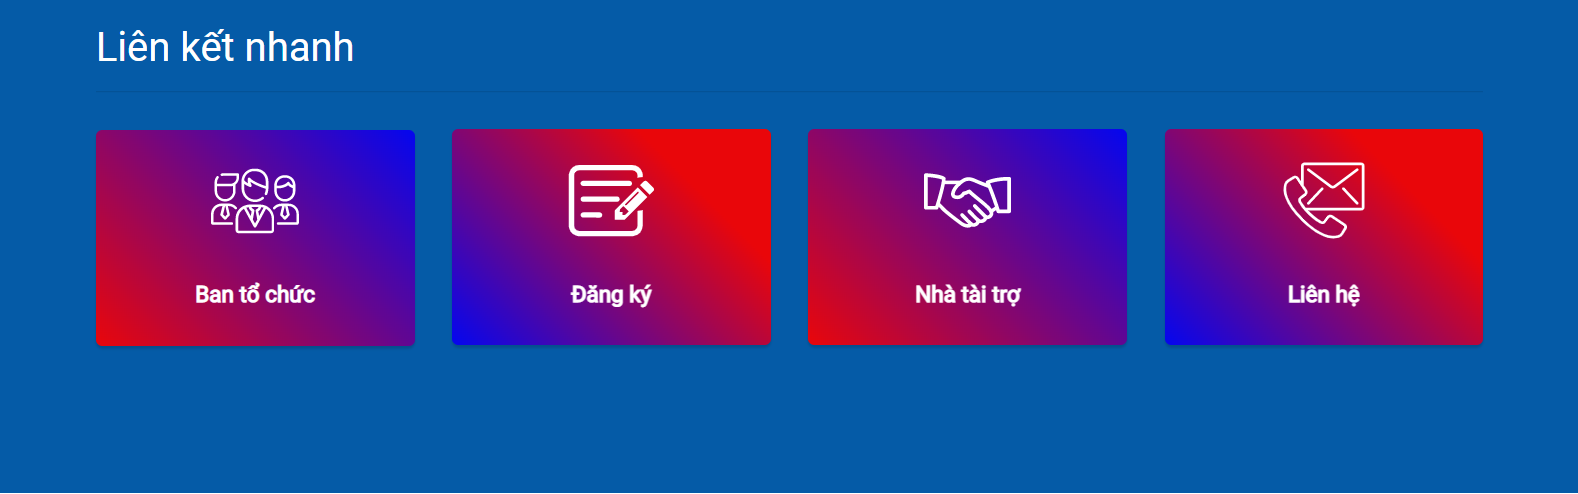 Liên kết nhanh
Ban tổ chức
Đăng ký
Nhà tài trợ
Liên hệ